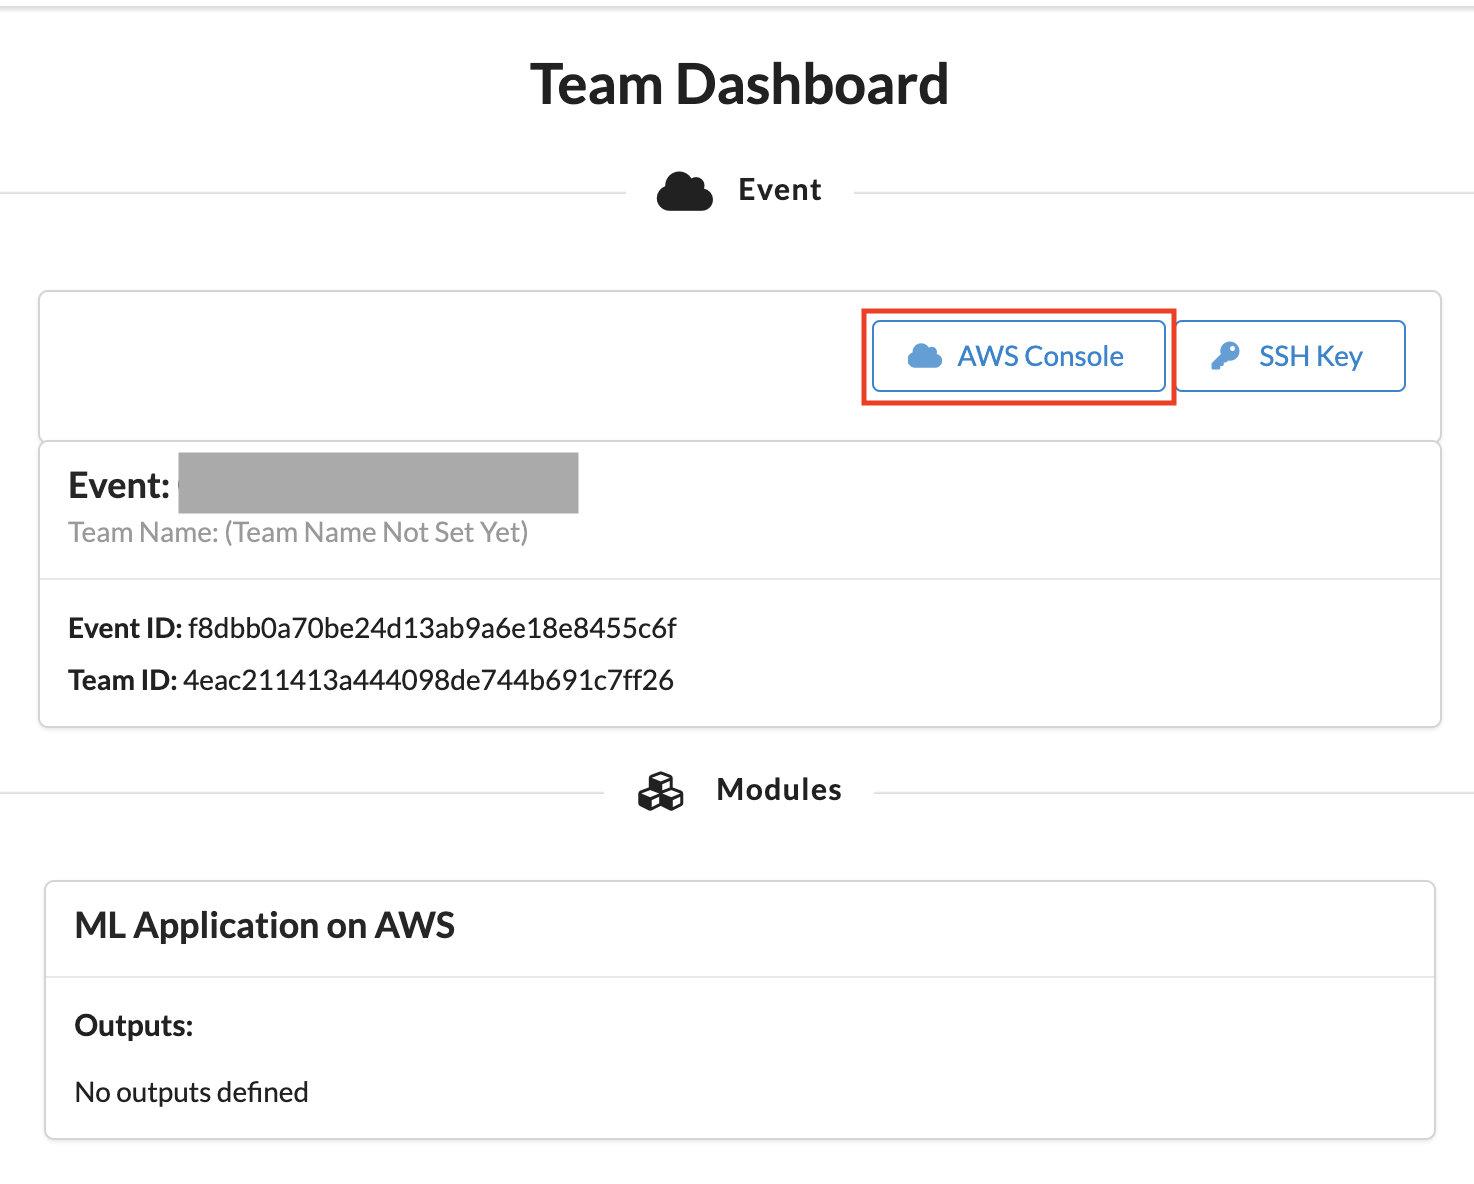 Team Dashboard
Event
AWS Console
SSH Key
Event:
Team Name: (Team Name Not Set Yet)
Event ID: f8dbb0a70be24d13ab9a6e18e8455c6f
Team ID: 4eac211413a444098de744b691c7ff26
Modules
ML Application on AWS
Outputs:
No outputs defined